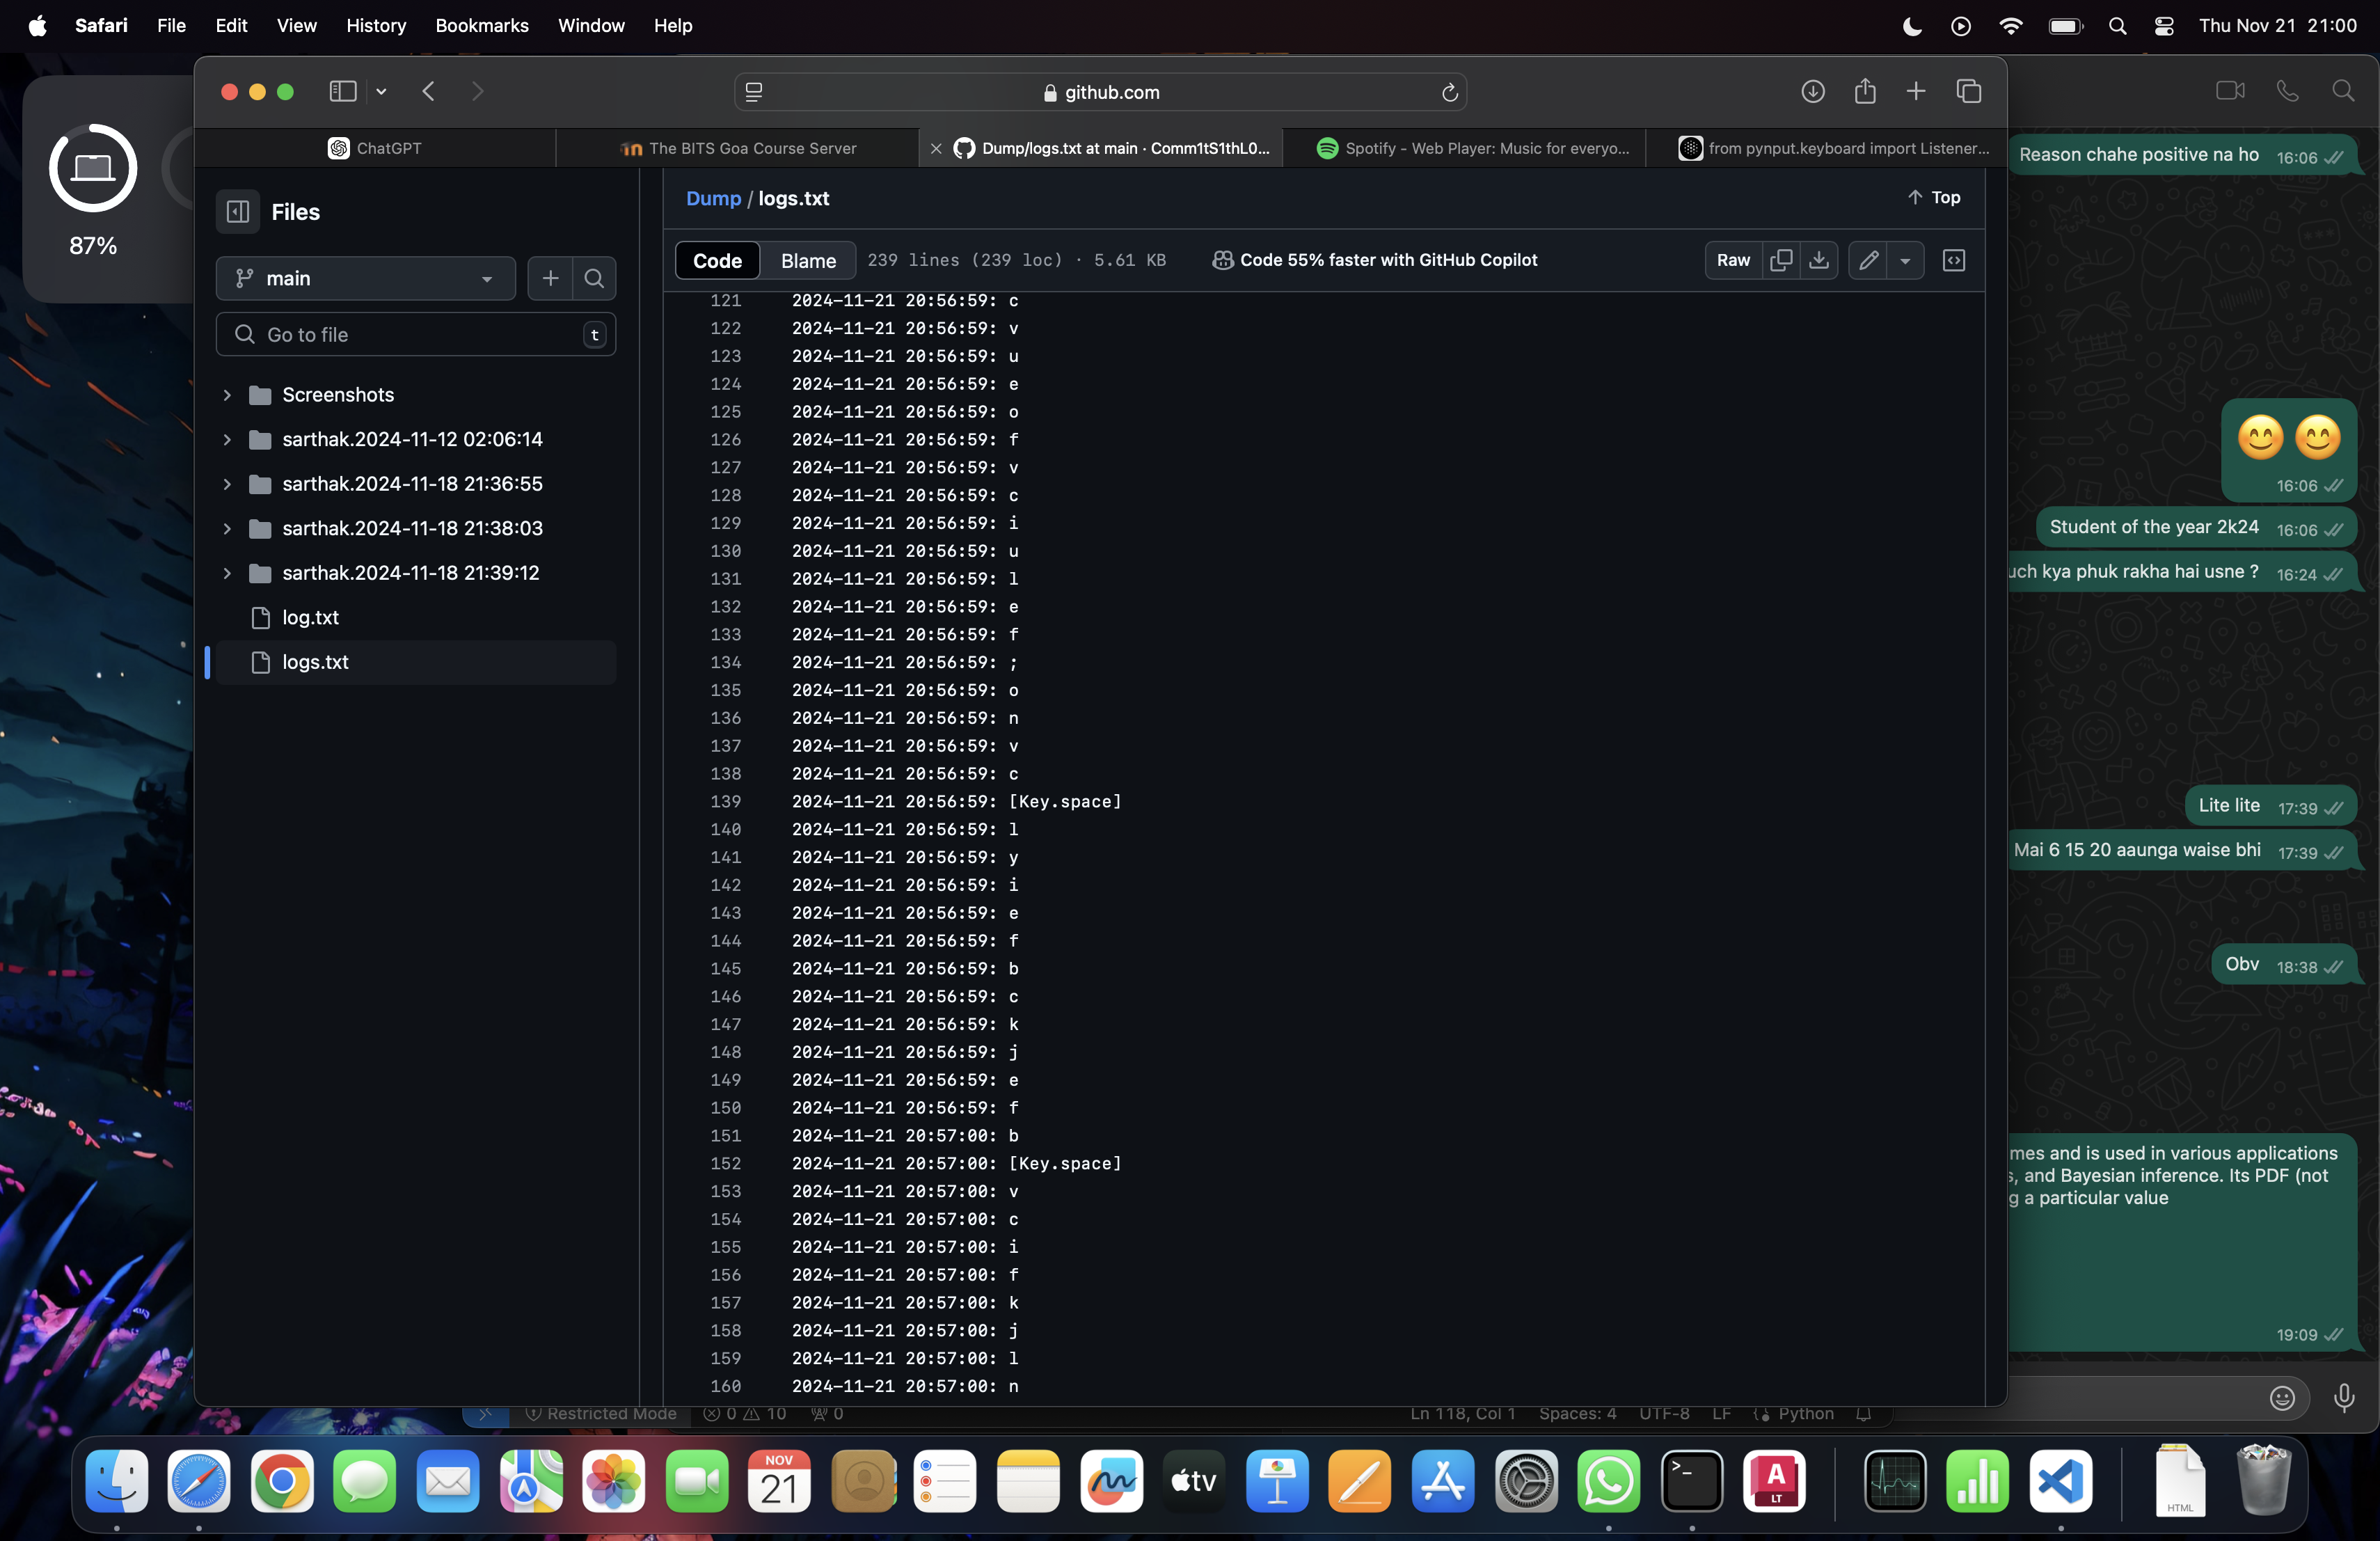 Safari File Edit View History Bookmarks Window Help Thu Nov 21 21:00
87%
github.com
ChatGPT
The BITS Goa Course Server
Dump/logs.txt at main · Comm1tS1thL0...
Spotify - Web Player: Music for everyo...
from pynput.keyboard import Listener...
Files
main
Go to file t
Screenshots
sarthak.2024-11-12 02:06:14
sarthak.2024-11-18 21:36:55
sarthak.2024-11-18 21:38:03
sarthak.2024-11-18 21:39:12
log.txt
logs.txt
Dump / logs.txt
Top
Code Blame 239 lines (239 loc) · 5.61 KB Code 55% faster with GitHub Copilot Raw
121 2024-11-21 20:56:59: c
122 2024-11-21 20:56:59: v
123 2024-11-21 20:56:59: u
124 2024-11-21 20:56:59: e
125 2024-11-21 20:56:59: o
126 2024-11-21 20:56:59: f
127 2024-11-21 20:56:59: v
128 2024-11-21 20:56:59: c
129 2024-11-21 20:56:59: i
130 2024-11-21 20:56:59: u
131 2024-11-21 20:56:59: l
132 2024-11-21 20:56:59: e
133 2024-11-21 20:56:59: f
134 2024-11-21 20:56:59: ;
135 2024-11-21 20:56:59: o
136 2024-11-21 20:56:59: n
137 2024-11-21 20:56:59: v
138 2024-11-21 20:56:59: c
139 2024-11-21 20:56:59: [Key.space]
140 2024-11-21 20:56:59: l
141 2024-11-21 20:56:59: y
142 2024-11-21 20:56:59: i
143 2024-11-21 20:56:59: e
144 2024-11-21 20:56:59: f
145 2024-11-21 20:56:59: b
146 2024-11-21 20:56:59: c
147 2024-11-21 20:56:59: k
148 2024-11-21 20:56:59: j
149 2024-11-21 20:56:59: e
150 2024-11-21 20:56:59: f
151 2024-11-21 20:57:00: b
152 2024-11-21 20:57:00: [Key.space]
153 2024-11-21 20:57:00: v
154 2024-11-21 20:57:00: c
155 2024-11-21 20:57:00: i
156 2024-11-21 20:57:00: f
157 2024-11-21 20:57:00: k
158 2024-11-21 20:57:00: j
159 2024-11-21 20:57:00: l
160 2024-11-21 20:57:00: n
Reason chahe positive na ho 16:06
16:06
Student of the year 2k24 16:06
uch kya phuk rakha hai usne ? 16:24
Lite lite 17:39
Mai 6 15 20 aaunga waise bhi 17:39
Obv 18:38
mes and is used in various applications
s, and Bayesian inference. Its PDF (not
g a particular value
19:09
Restricted Mode 0 10 0 Ln 118, Col 1 Spaces: 4 UTF-8 LF Python
NOV
21
tv
A
LT
HTML